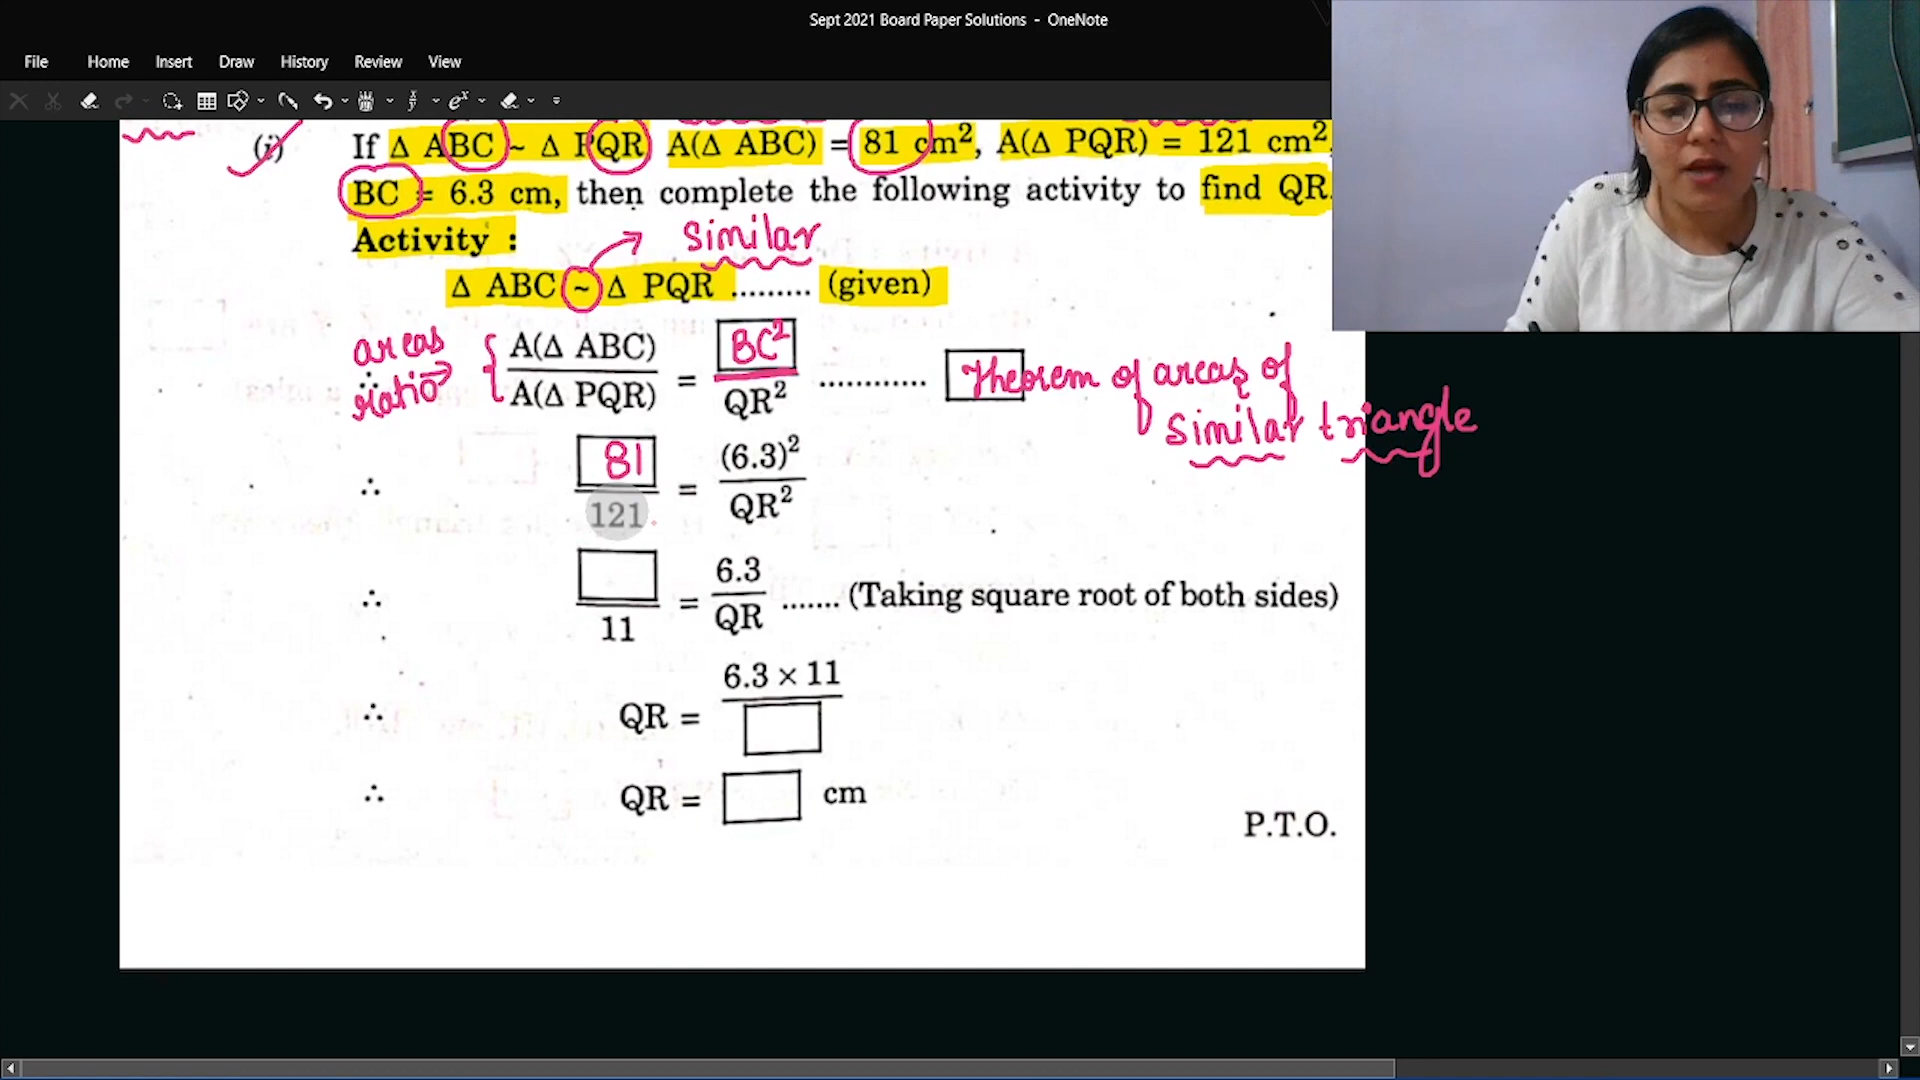 Sept 2021 Board Paper Solutions - OneNote
File Home Insert Draw History Review View
(i) If Δ ABC ~ Δ PQR A(Δ ABC) = 81 cm², A(Δ PQR) = 121 cm²,
BC = 6.3 cm, then complete the following activity to find QR.
Activity : Similar
Δ ABC ~ Δ PQR ......... (given)
areas ratio
∴ A(Δ ABC) / A(Δ PQR) = BC² / QR² ............ Theorem of areas of
similar triangle
∴ 81 / 121 = (6.3)² / QR²
∴ □ / 11 = 6.3 / QR ....... (Taking square root of both sides)
∴ QR = 6.3 × 11 / □
∴ QR = □ cm
P.T.O.